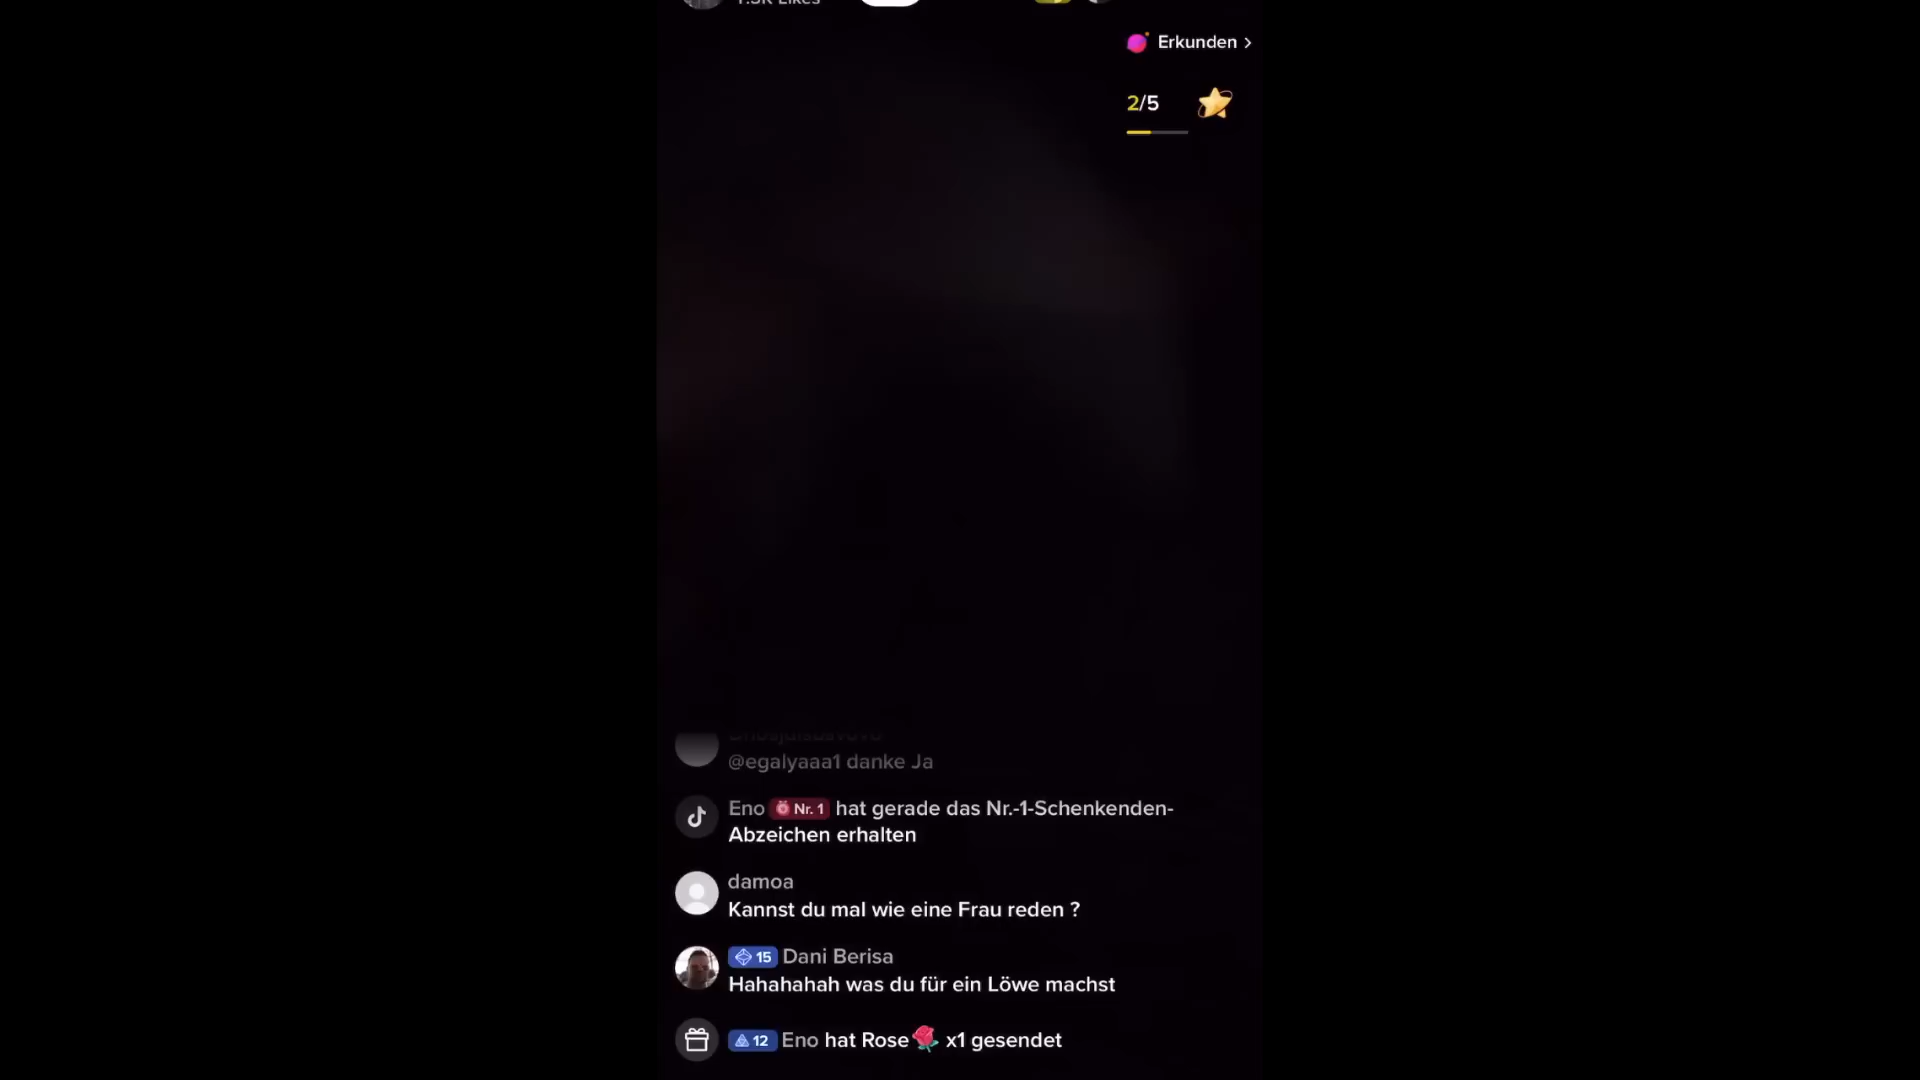 Likes
Erkunden >
2/5
@egalyaaa1 danke Ja
Eno Nr. 1 hat gerade das Nr.-1-Schenkenden-
Abzeichen erhalten
damoa
Kannst du mal wie eine Frau reden ?
15 Dani Berisa
Hahahahah was du für ein Löwe machst
12 Eno hat Rose🌹 x1 gesendet